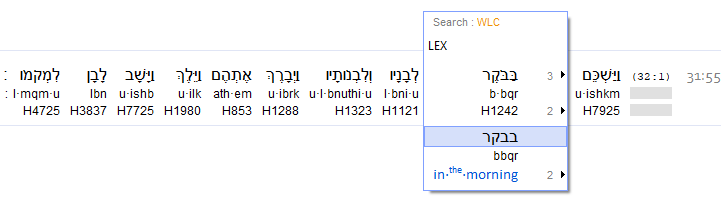 Search : WLC
LEX
31:55 (32:1) וַיַּשְׁכֵּם 3 בַּבֹּקֶר לְבָנָיו וְלִבְנוֹתָיו וַיְבָרֶךְ אֶתְהֶם וַיֵּלֶךְ וַיָּשָׁב לָבָן לִמְקֹמוֹ :
: l·mqm·u lbn u·ishb u·ilk ath·em u·ibrk u·l·bnuthi·u l·bni·u b·bqr u·ishkm
H4725 H3837 H7725 H1980 H853 H1288 H1323 H1121 H1242 2 H7925
בבקר
bbqr
in·the·morning 2